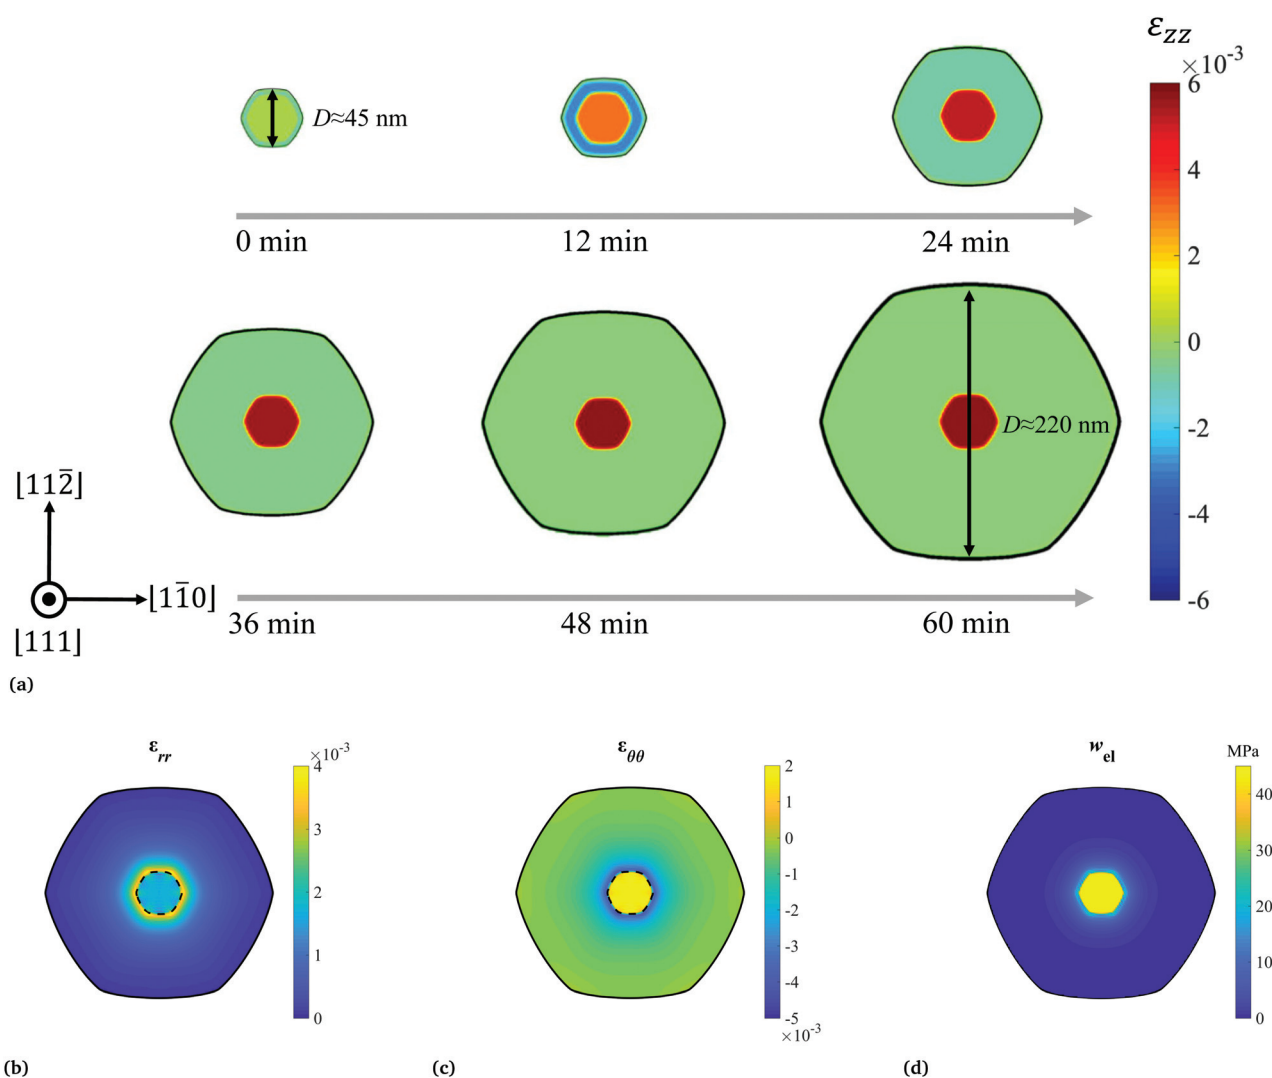 ε_zz
×10⁻³
D≈45 nm
0 min
12 min
24 min
6
4
2
0
-2
-4
-6
D≈220 nm
⌊112̅⌋
⌊11̅0⌋
⌊111⌋
36 min
48 min
60 min
(a)
ε_rr
×10⁻³
4
3
2
1
0
(b)
ε_θθ
2
1
0
-1
-2
-3
-4
-5
×10⁻³
(c)
w_el
MPa
40
30
20
10
0
(d)